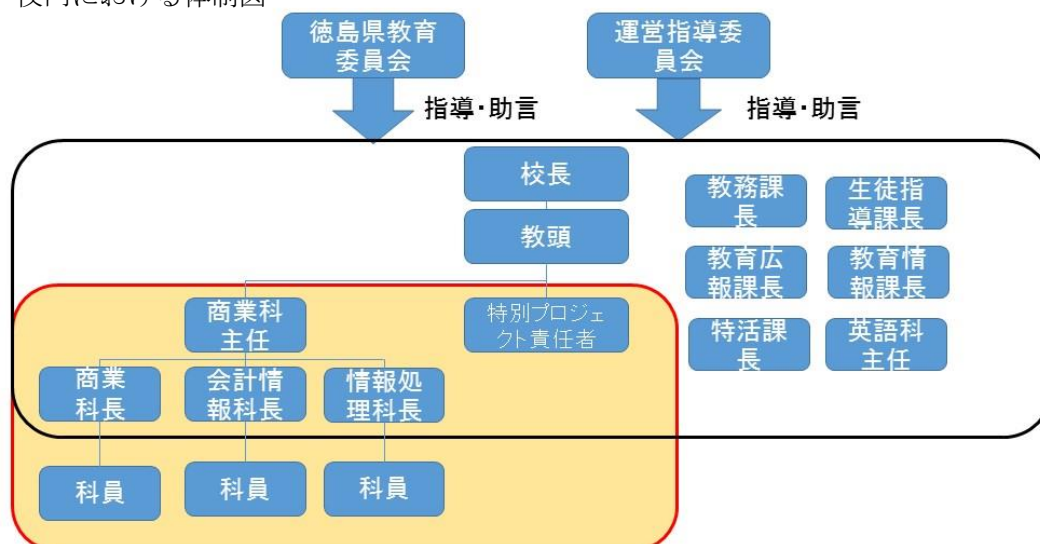 校内における体制図
徳島県教育
委員会
運営指導委
員会
指導・助言
指導・助言
校長
教頭
教務課
長
生徒指
導課長
教育広
報課長
教育情
報課長
特活課
長
英語科
主任
商業科
主任
特別プロジェ
クト責任者
商業
科長
会計情
報科長
情報処
理科長
科員
科員
科員